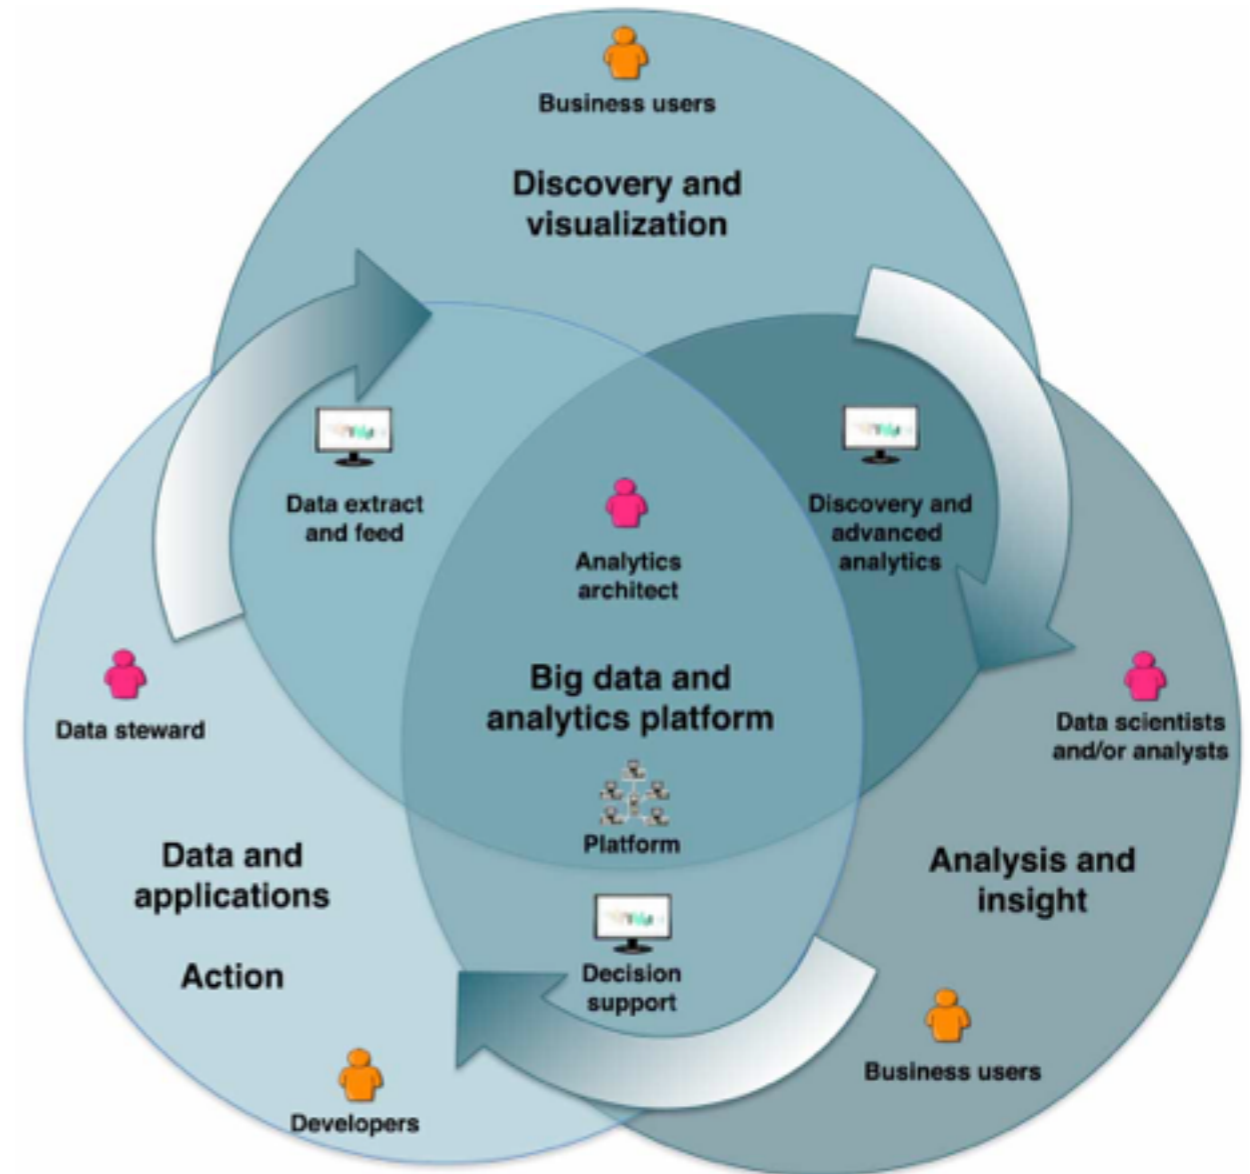 Business users
Discovery and
visualization
Data extract
and feed
Discovery and
advanced
analytics
Analytics
architect
Big data and
analytics platform
Platform
Data steward
Data scientists
and/or analysts
Data and
applications
Action
Analysis and
insight
Decision
support
Business users
Developers